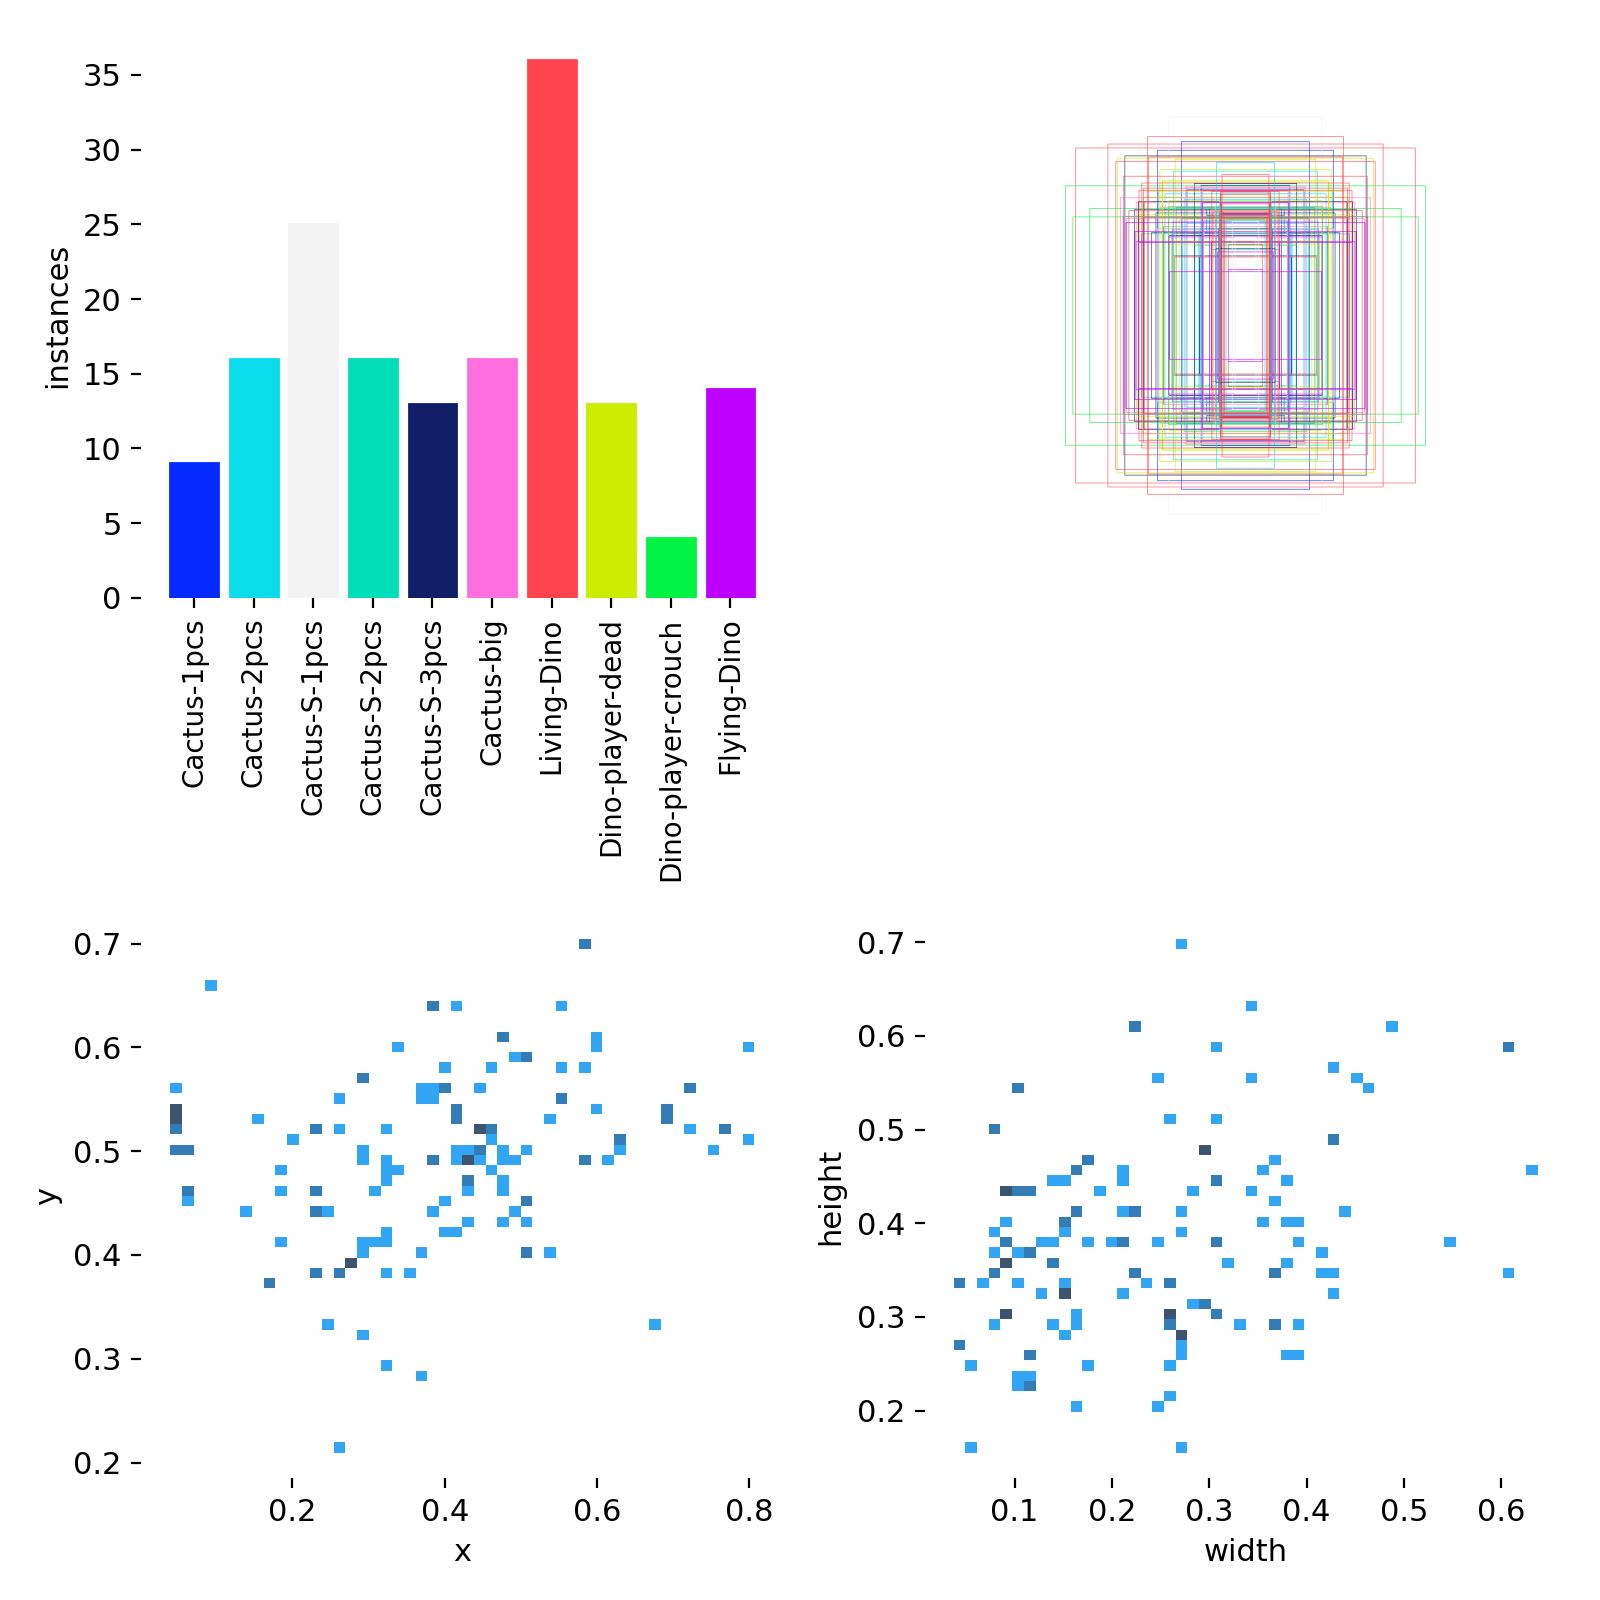 35
30
25
20
15
10
5
0
instances
Cactus-1pcs
Cactus-2pcs
Cactus-S-1pcs
Cactus-S-2pcs
Cactus-S-3pcs
Cactus-big
Living-Dino
Dino-player-dead
Dino-player-crouch
Flying-Dino
0.7
0.6
0.5
0.4
0.3
0.2
y
0.2 0.4 0.6 0.8
x
0.7
0.6
0.5
0.4
0.3
0.2
height
0.1 0.2 0.3 0.4 0.5 0.6
width